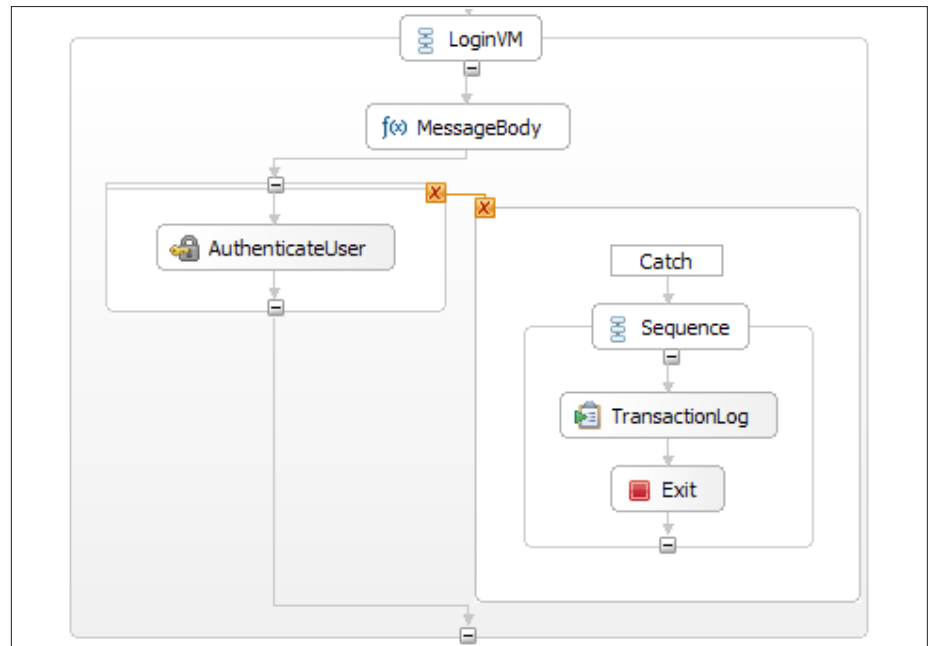 LoginVM
f(x) MessageBody
X
X
AuthenticateUser
Catch
Sequence
TransactionLog
Exit